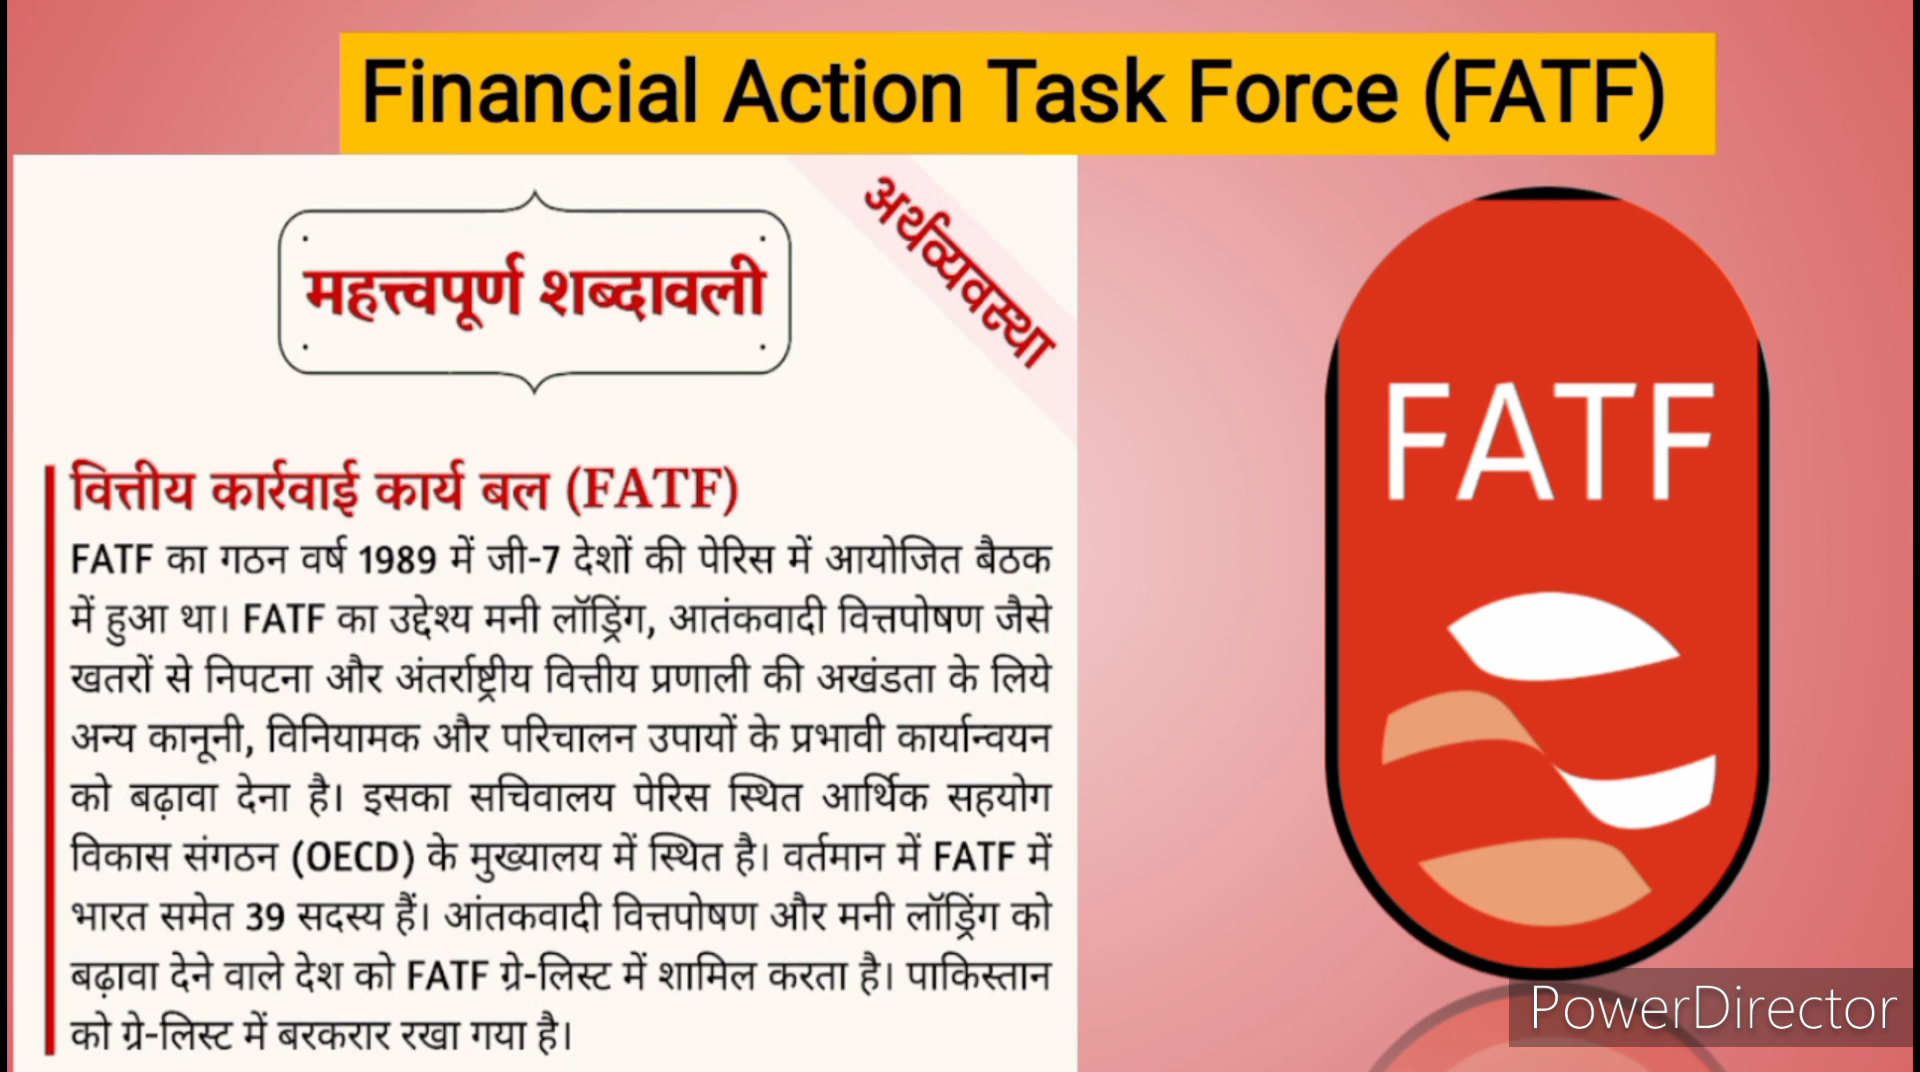 Financial Action Task Force (FATF)
अर्थव्यवस्था
महत्त्वपूर्ण शब्दावली
वित्तीय कार्रवाई कार्य बल (FATF)
FATF का गठन वर्ष 1989 में जी-7 देशों की पेरिस में आयोजित बैठक
में हुआ था। FATF का उद्देश्य मनी लॉड्रिंग, आतंकवादी वित्तपोषण जैसे
खतरों से निपटना और अंतर्राष्ट्रीय वित्तीय प्रणाली की अखंडता के लिये
अन्य कानूनी, विनियामक और परिचालन उपायों के प्रभावी कार्यान्वयन
को बढ़ावा देना है। इसका सचिवालय पेरिस स्थित आर्थिक सहयोग
विकास संगठन (OECD) के मुख्यालय में स्थित है। वर्तमान में FATF में
भारत समेत 39 सदस्य हैं। आंतकवादी वित्तपोषण और मनी लॉड्रिंग को
बढ़ावा देने वाले देश को FATF ग्रे-लिस्ट में शामिल करता है। पाकिस्तान
को ग्रे-लिस्ट में बरकरार रखा गया है।
FATF
PowerDirector